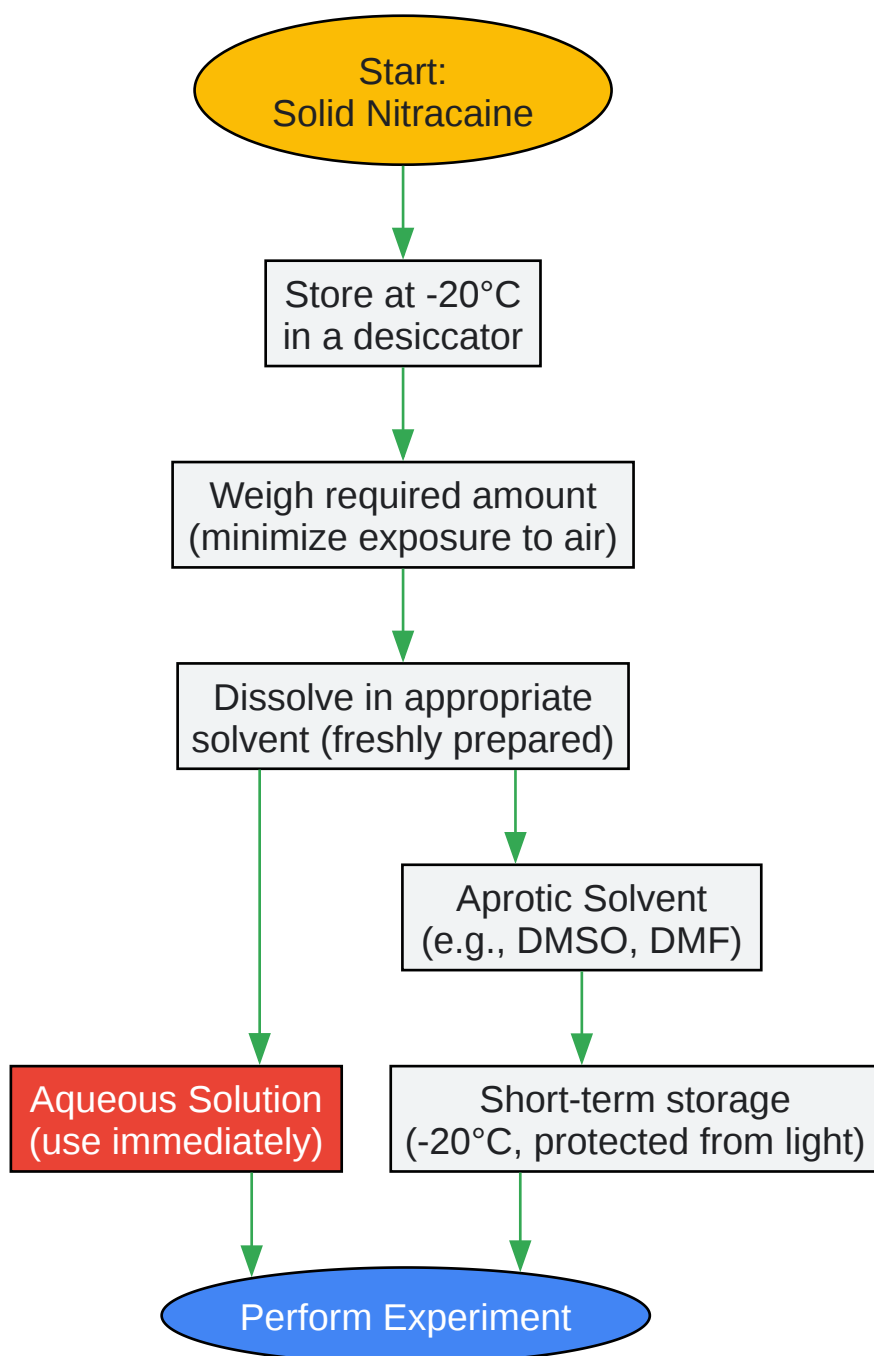 Start:
Solid Nitracaine
Store at -20°C
in a desiccator
Weigh required amount
(minimize exposure to air)
Dissolve in appropriate
solvent (freshly prepared)
Aprotic Solvent
(e.g., DMSO, DMF)
Aqueous Solution
(use immediately)
Short-term storage
(-20°C, protected from light)
Perform Experiment